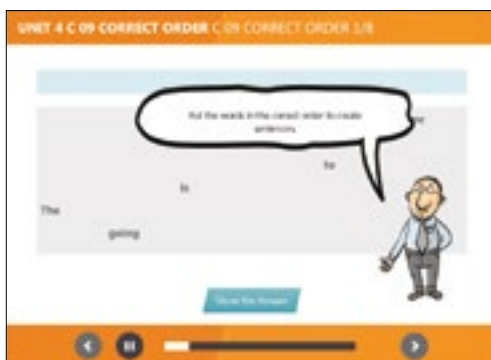 UNIT 4 C 09 CORRECT ORDER C 09 CORRECT ORDER 1/8
Put the words in the correct order to create
sentences.
to
is
The
going
Show the Answer